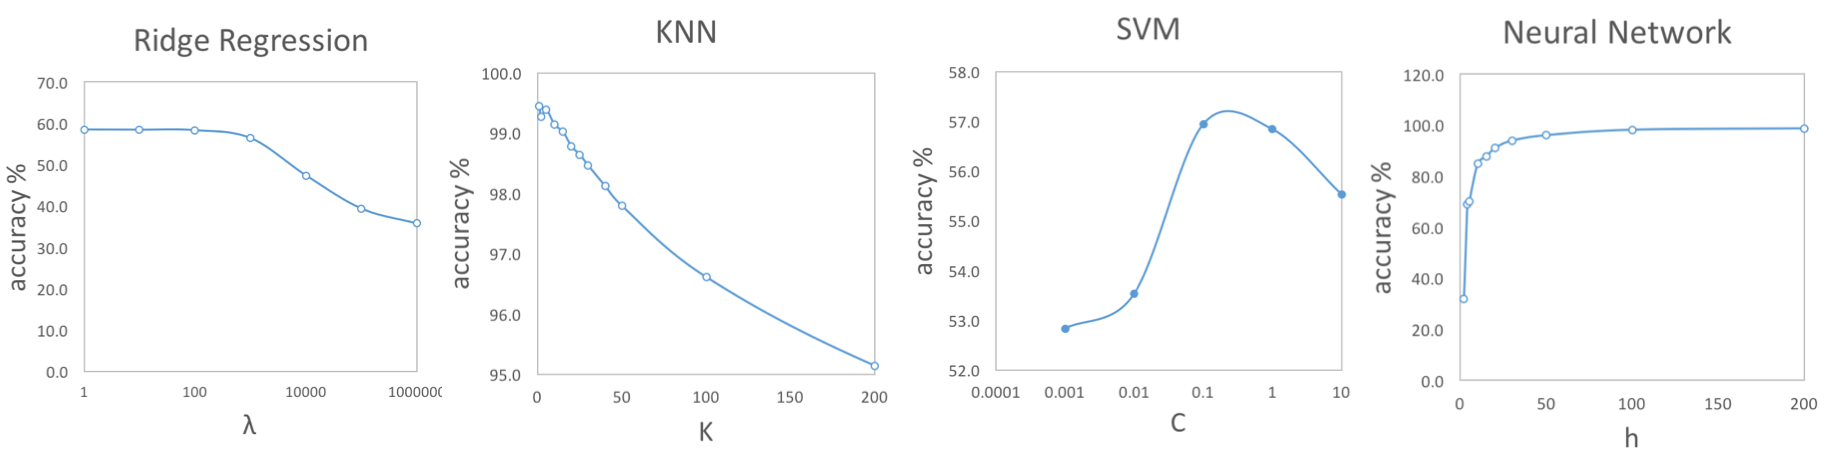 Ridge Regression
70.0
60.0
50.0
40.0
30.0
20.0
10.0
0.0
accuracy %
1 100 10000 1000000
λ
KNN
100.0
99.0
98.0
97.0
96.0
95.0
accuracy %
0 50 100 150 200
K
SVM
58.0
57.0
56.0
55.0
54.0
53.0
52.0
accuracy %
0.0001 0.001 0.01 0.1 1 10
C
Neural Network
120.0
100.0
80.0
60.0
40.0
20.0
0.0
accuracy %
0 50 100 150 200
h